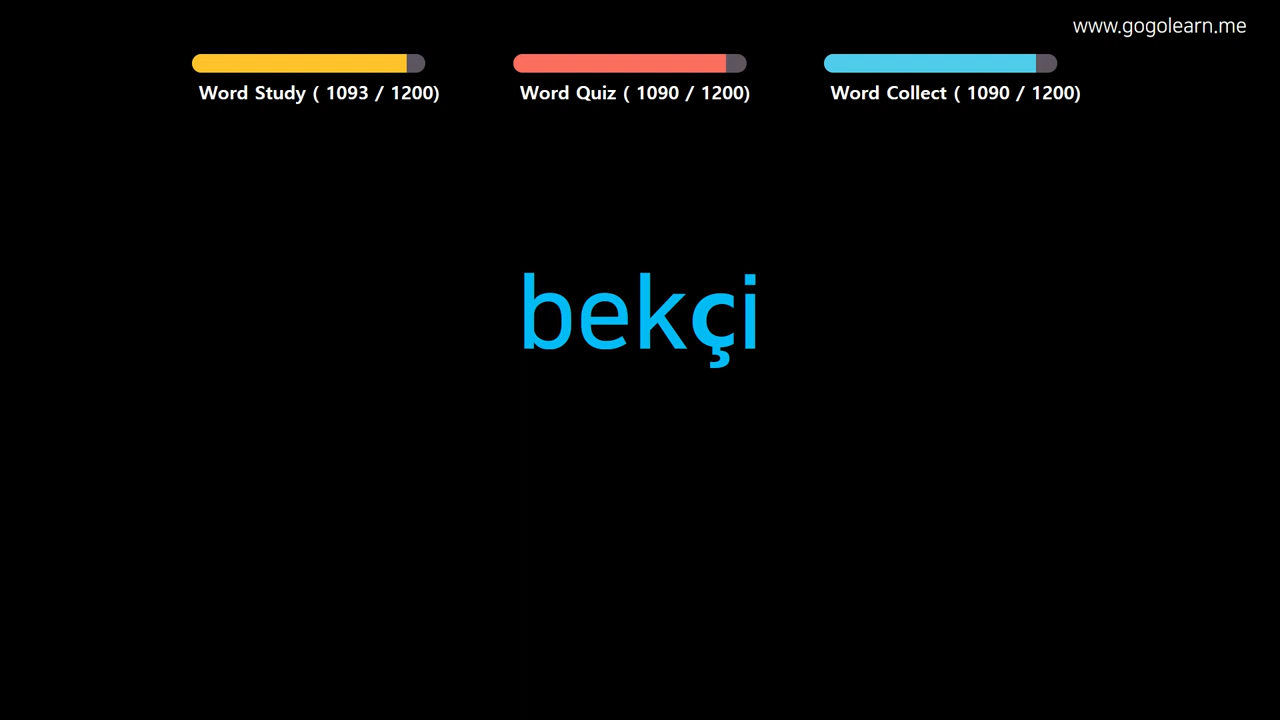 www.gogolearn.me
Word Study ( 1093 / 1200)
Word Quiz ( 1090 / 1200)
Word Collect ( 1090 / 1200)
bekçi